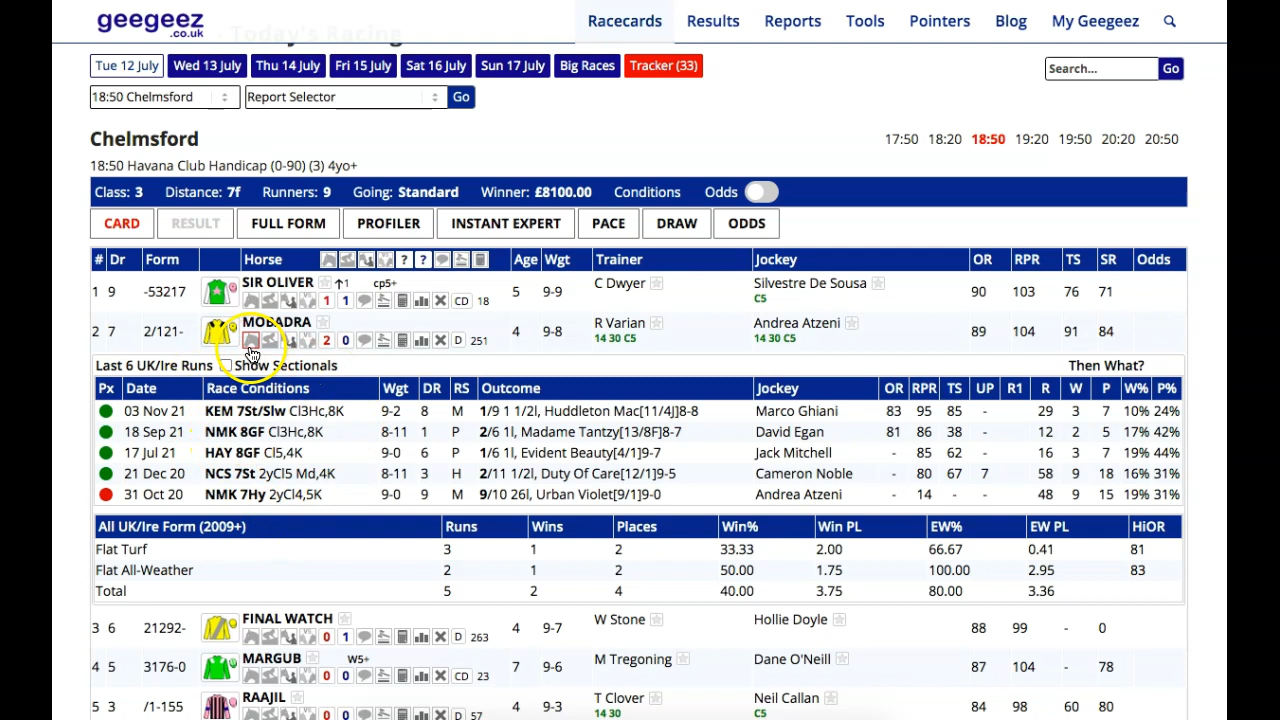 geegeez
.co.uk
Racecards Results Reports Tools Pointers Blog My Geegeez
Today's Racing
Tue 12 July Wed 13 July Thu 14 July Fri 15 July Sat 16 July Sun 17 July Big Races Tracker (33) Search... Go
18:50 Chelmsford Report Selector Go
Chelmsford 17:50 18:20 18:50 19:20 19:50 20:20 20:50
18:50 Havana Club Handicap (0-90) (3) 4yo+
Class: 3 Distance: 7f Runners: 9 Going: Standard Winner: £8100.00 Conditions Odds
CARD RESULT FULL FORM PROFILER INSTANT EXPERT PACE DRAW ODDS
# Dr Form Horse ? ? Age Wgt Trainer Jockey OR RPR TS SR Odds
1 9 -53217 SIR OLIVER ↑1 cp5+ 5 9-9 C Dwyer Silvestre De Sousa 90 103 76 71
1 1 CD 18 C5
2 7 2/121- MOBADRA 4 9-8 R Varian Andrea Atzeni 89 104 91 84
2 0 D 251 14 30 C5 14 30 C5
Last 6 UK/Ire Runs Show Sectionals Then What?
Px Date Race Conditions Wgt DR RS Outcome Jockey OR RPR TS UP R1 R W P W% P%
03 Nov 21 KEM 7St/Slw Cl3Hc,8K 9-2 8 M 1/9 1 1/2l, Huddleton Mac[11/4J]8-8 Marco Ghiani 83 95 85 - 29 3 7 10% 24%
18 Sep 21 NMK 8GF Cl3Hc,8K 8-11 1 P 2/6 1l, Madame Tantzy[13/8F]8-7 David Egan 81 86 38 - 12 2 5 17% 42%
17 Jul 21 HAY 8GF Cl5,4K 9-0 6 P 1/6 1l, Evident Beauty[4/1]9-7 Jack Mitchell - 85 62 - 16 3 7 19% 44%
21 Dec 20 NCS 7St 2yCl5 Md,4K 8-11 3 H 2/11 1/2l, Duty Of Care[12/1]9-5 Cameron Noble - 80 67 7 58 9 18 16% 31%
31 Oct 20 NMK 7Hy 2yCl4,5K 9-0 9 M 9/10 26l, Urban Violet[9/1]9-0 Andrea Atzeni - 14 - - 48 9 15 19% 31%
All UK/Ire Form (2009+) Runs Wins Places Win% Win PL EW% EW PL HiOR
Flat Turf 3 1 2 33.33 2.00 66.67 0.41 81
Flat All-Weather 2 1 2 50.00 1.75 100.00 2.95 83
Total 5 2 4 40.00 3.75 80.00 3.36
3 6 21292- FINAL WATCH 4 9-7 W Stone Hollie Doyle 88 99 - 0
0 1 D 263
4 5 3176-0 MARGUB W5+ 7 9-6 M Tregoning Dane O'Neill 87 104 - 78
0 0 CD 23
5 3 /1-155 RAAJIL 4 9-3 T Clover Neil Callan 84 98 60 80
0 0 D 57 14 30 C5